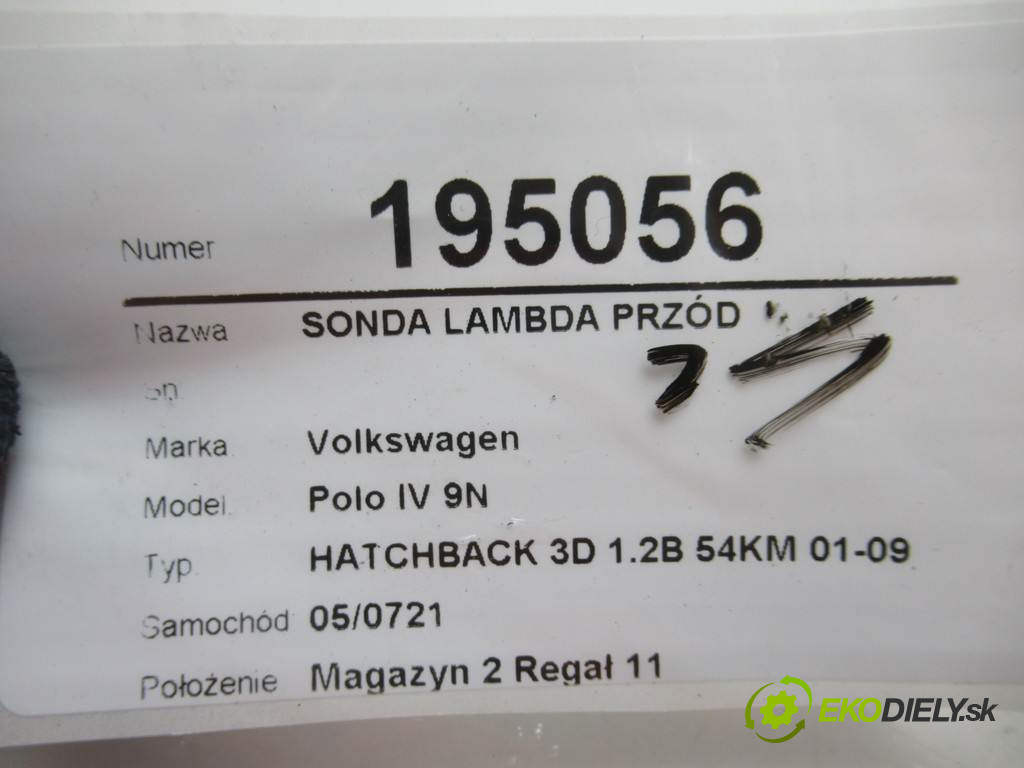 Numer 195056
Nazwa SONDA LAMBDA PRZÓD
Marka Volkswagen
Model Polo IV 9N
Typ HATCHBACK 3D 1.2B 54KM 01-09
Samochód 05/0721
Położenie Magazyn 2 Regał 11
EKODIELY.sk